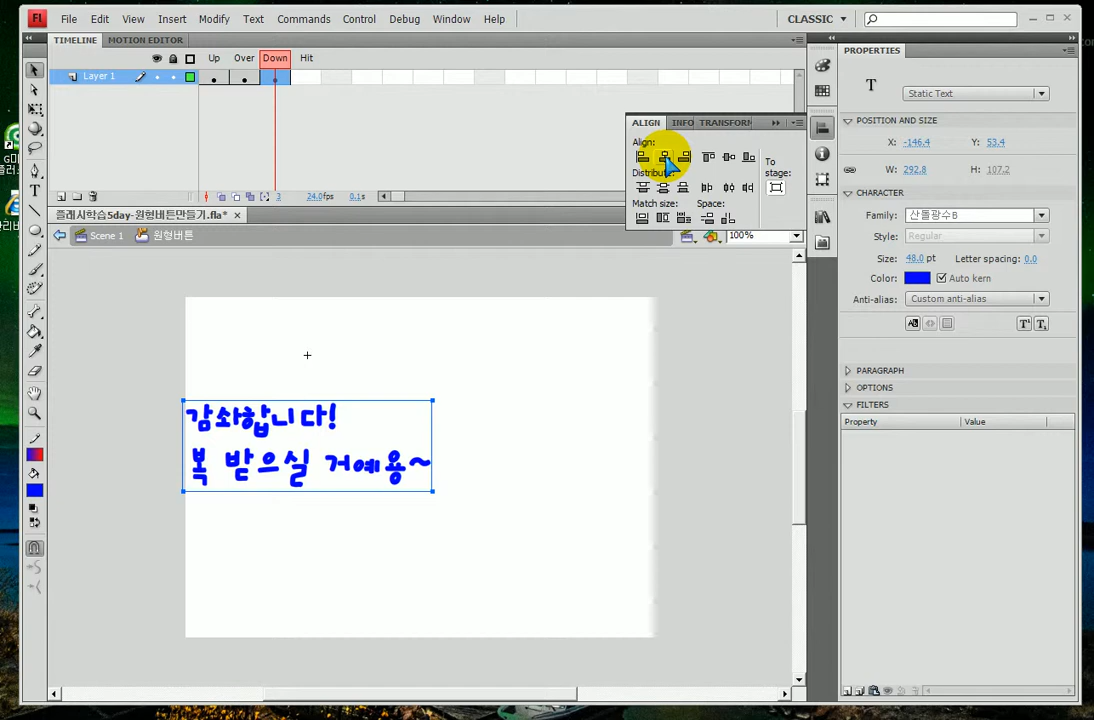 Fl File Edit View Insert Modify Text Commands Control Debug Window Help CLASSIC
TIMELINE MOTION EDITOR
PROPERTIES
Up Over Down Hit
Layer 1
T Static Text
POSITION AND SIZE
X: -146.4 Y: 53.4
W: 292.8 H: 107.2
CHARACTER
Family: 산돌광수B
Style: Regular
Size: 48.0 pt Letter spacing: 0.0
Color: Auto kern
Anti-alias: Custom anti-alias
PARAGRAPH
OPTIONS
FILTERS
Property Value
ALIGN INFO TRANSFORM
Align:
Distribute:
To stage:
Match size: Space:
3 24.0fps 0.1s
플래시학습5day-원형버튼만들기.fla*
Scene 1 원형버튼 100%
감솨합니다!
복 받으실 거예용~